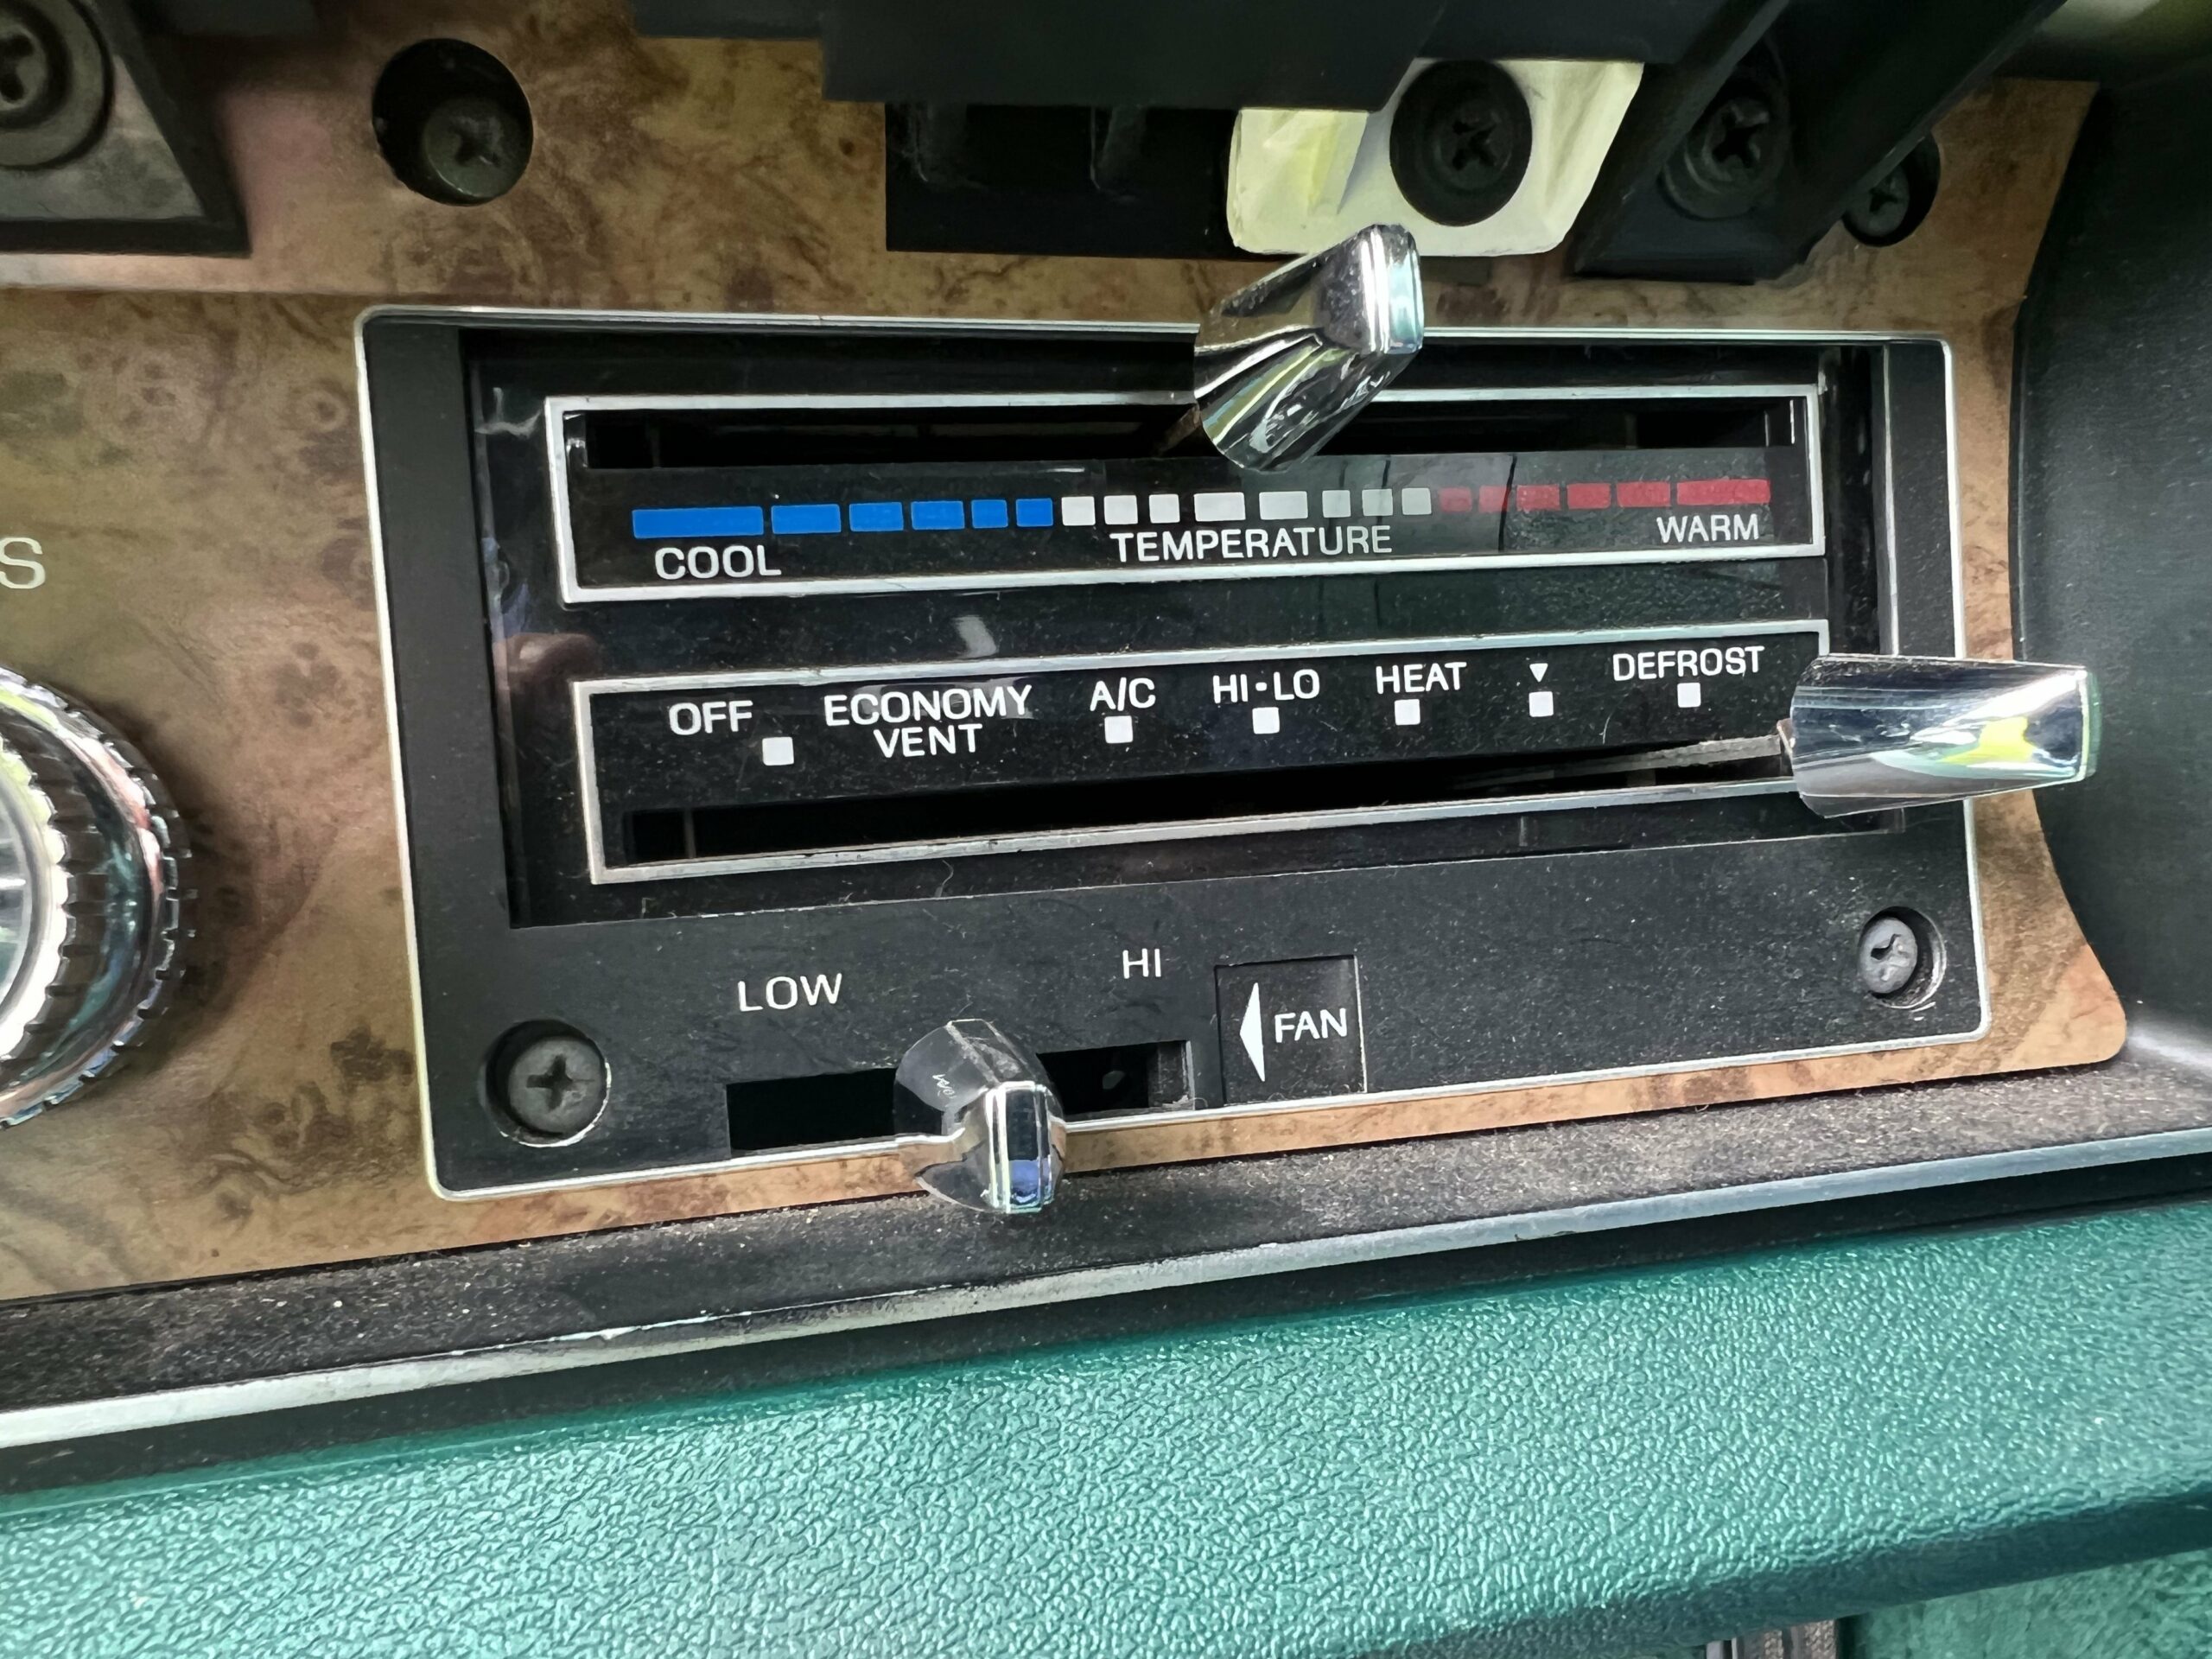 S
COOL TEMPERATURE WARM
OFF ECONOMY VENT A/C HI-LO HEAT ▼ DEFROST
LOW HI
FAN